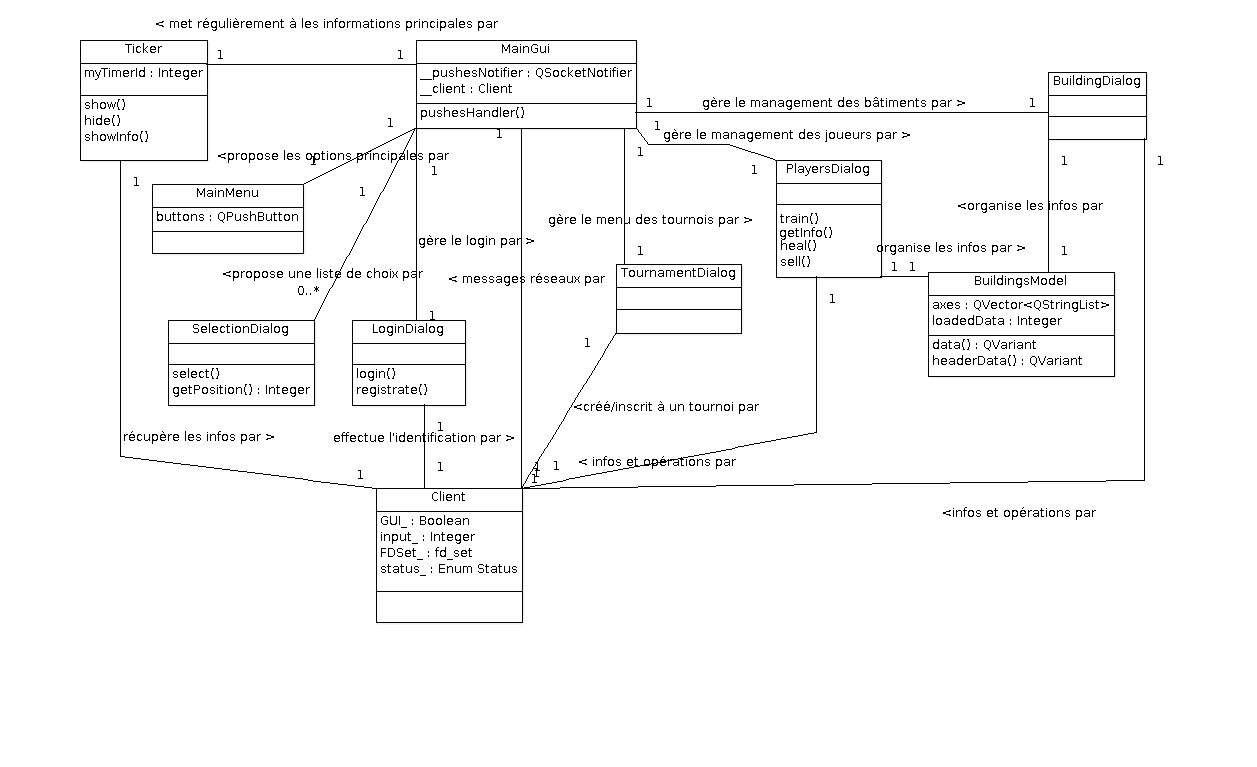 < met régulièrement à les informations principales par
Ticker
myTimerId : Integer
show()
hide()
showInfo()
1
1
MainGui
__pushesNotifier : QSocketNotifier
__client : Client
pushesHandler()
1
gère le management des bâtiments par >
1
BuildingDialog
1
gère le management des joueurs par >
1
1
1
1
<propose les options principales par
1
1
1
1
1
1
PlayersDialog
train()
getInfo()
heal()
sell()
MainMenu
buttons : QPushButton
1
<organise les infos par
gère le menu des tournois par >
gère le login par >
organise les infos par >
1
1
1 1
<propose une liste de choix par
0..*
< messages réseaux par
TournamentDialog
BuildingsModel
axes : QVector<QStringList>
loadedData : Integer
data() : QVariant
headerData() : QVariant
1
1
SelectionDialog
select()
getPosition() : Integer
LoginDialog
login()
registrate()
1
<créé/inscrit à un tournoi par
1
récupère les infos par >
effectue l'identification par >
1
1
1
1
1
1
< infos et opérations par
<infos et opérations par
Client
GUI_ : Boolean
input_ : Integer
FDSet_ : fd_set
status_ : Enum Status